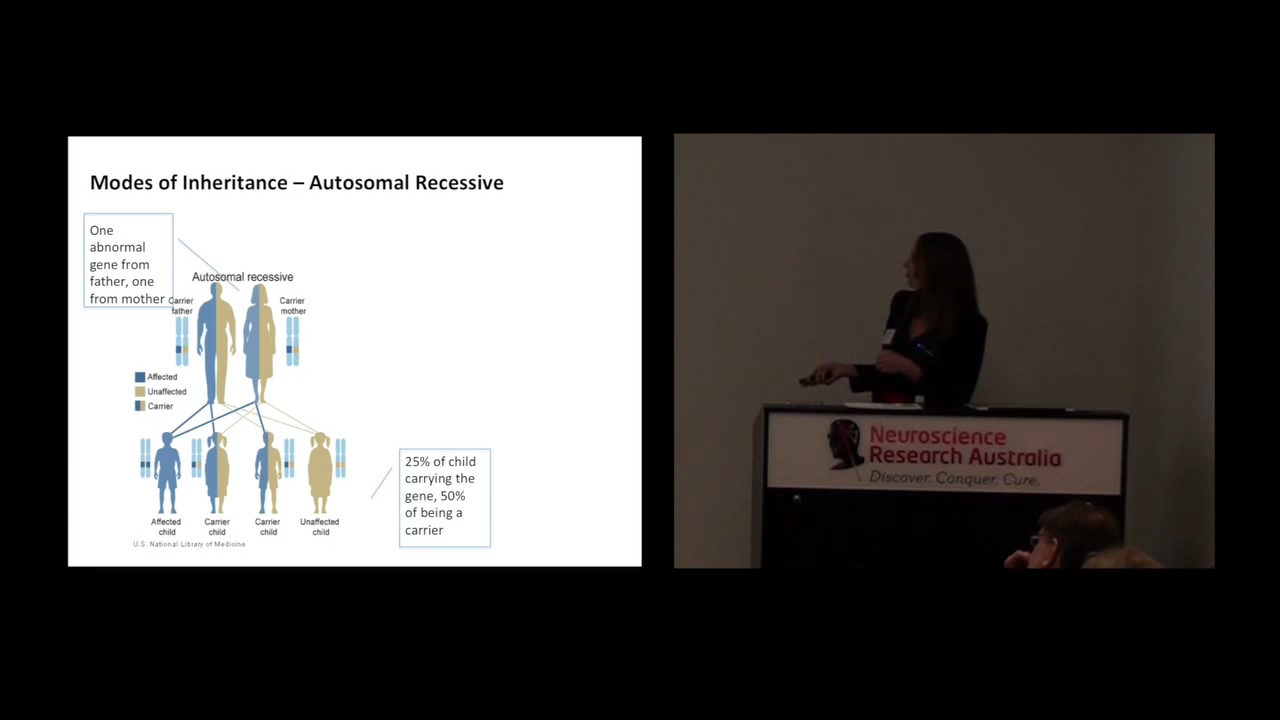 Modes of Inheritance – Autosomal Recessive
One
abnormal
gene from
father, one
from mother
Autosomal recessive
Carrier
father
Carrier
mother
Affected
Unaffected
Carrier
Affected
child
Carrier
child
Carrier
child
Unaffected
child
U.S. National Library of Medicine
25% of child
carrying the
gene, 50%
of being a
carrier
Neuroscience
Research Australia
Discover. Conquer. Cure.